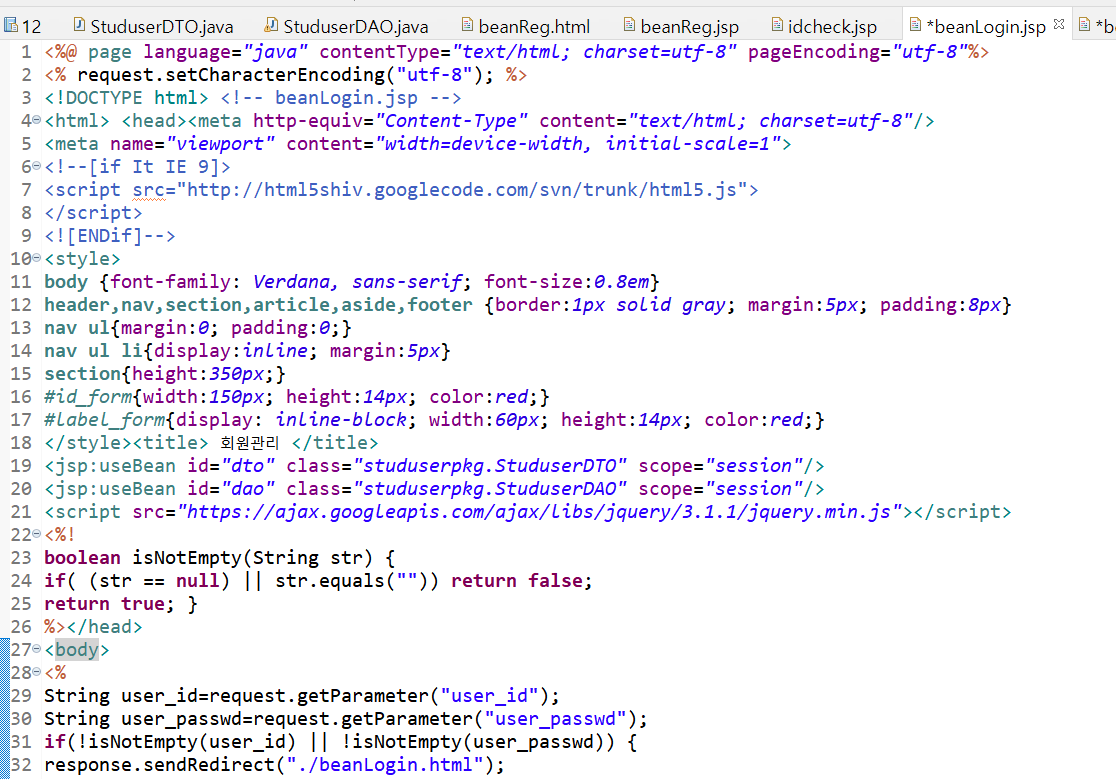 12 StuduserDTO.java StuduserDAO.java beanReg.html beanReg.jsp idcheck.jsp *beanLogin.jsp *b
1 <%@ page language="java" contentType="text/html; charset=utf-8" pageEncoding="utf-8"%>
2 <% request.setCharacterEncoding("utf-8"); %>
3 <!DOCTYPE html> <!-- beanLogin.jsp -->
4 <html> <head><meta http-equiv="Content-Type" content="text/html; charset=utf-8"/>
5 <meta name="viewport" content="width=device-width, initial-scale=1">
6 <!--[if It IE 9]>
7 <script src="http://html5shiv.googlecode.com/svn/trunk/html5.js">
8 </script>
9 <![ENDif]-->
10 <style>
11 body {font-family: Verdana, sans-serif; font-size:0.8em}
12 header,nav,section,article,aside,footer {border:1px solid gray; margin:5px; padding:8px}
13 nav ul{margin:0; padding:0;}
14 nav ul li{display:inline; margin:5px}
15 section{height:350px;}
16 #id_form{width:150px; height:14px; color:red;}
17 #label_form{display: inline-block; width:60px; height:14px; color:red;}
18 </style><title> 회원관리 </title>
19 <jsp:useBean id="dto" class="studuserpkg.StuduserDTO" scope="session"/>
20 <jsp:useBean id="dao" class="studuserpkg.StuduserDAO" scope="session"/>
21 <script src="https://ajax.googleapis.com/ajax/libs/jquery/3.1.1/jquery.min.js"></script>
22 <%!
23 boolean isNotEmpty(String str) {
24 if( (str == null) || str.equals("")) return false;
25 return true; }
26 %></head>
27 <body>
28 <%
29 String user_id=request.getParameter("user_id");
30 String user_passwd=request.getParameter("user_passwd");
31 if(!isNotEmpty(user_id) || !isNotEmpty(user_passwd)) {
32 response.sendRedirect("./beanLogin.html");